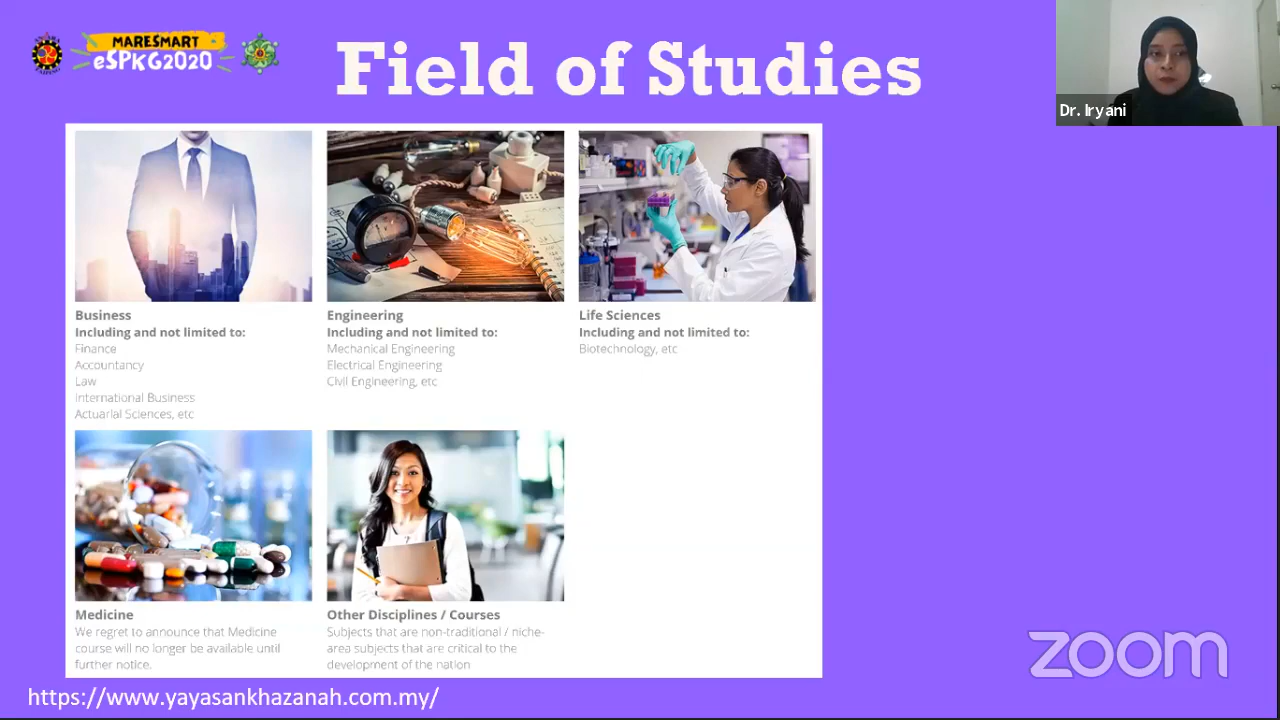 MARESMART
eSPKG2020
Field of Studies
Dr. Iryani
Business
Including and not limited to:
Finance
Accountancy
Law
International Business
Actuarial Sciences, etc
Engineering
Including and not limited to:
Mechanical Engineering
Electrical Engineering
Civil Engineering, etc
Life Sciences
Including and not limited to:
Biotechnology, etc
Medicine
We regret to announce that Medicine
course will no longer be available until
further notice.
Other Disciplines / Courses
Subjects that are non-traditional / niche-
area subjects that are critical to the
development of the nation
zoom
https://www.yayasankhazanah.com.my/